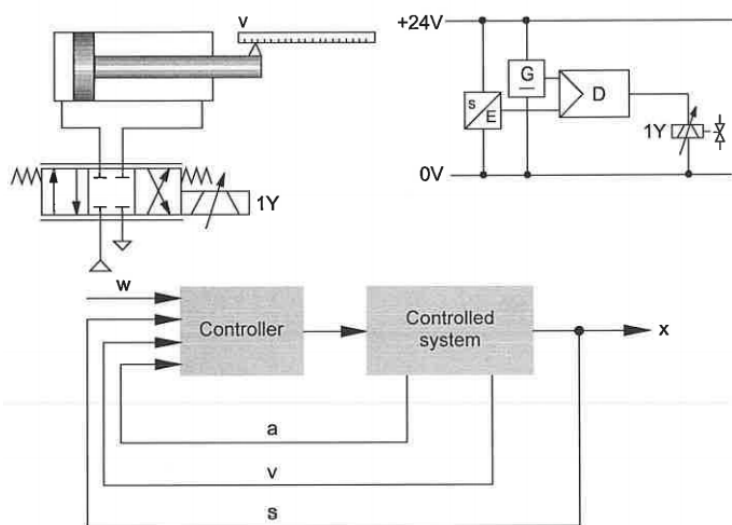 v
1Y
+24V
G
s
E
D
1Y
0V
w
Controller
Controlled
system
x
a
v
s